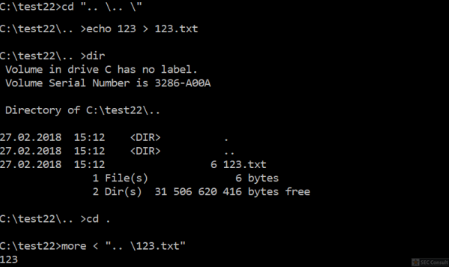 C:\test22>cd ".. \.. \"
C:\test22\.. >echo 123 > 123.txt
C:\test22\.. >dir
Volume in drive C has no label.
Volume Serial Number is 3286-A00A
Directory of C:\test22\..
27.02.2018 15:12 <DIR> .
27.02.2018 15:12 <DIR> ..
27.02.2018 15:12 6 123.txt
1 File(s) 6 bytes
2 Dir(s) 31 506 620 416 bytes free
C:\test22\.. >cd .
C:\test22>more < ".. \123.txt"
123
SEC Consult